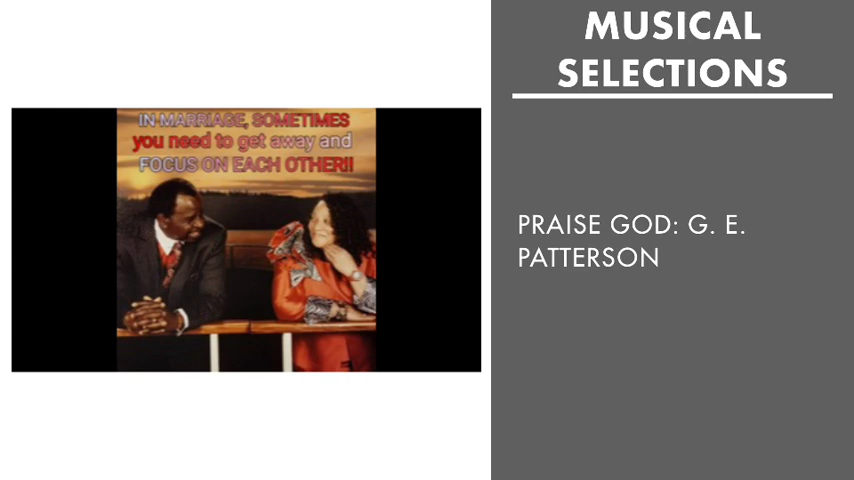 IN MARRIAGE, SOMETIMES
you need to get away and
FOCUS ON EACH OTHER!!
MUSICAL
SELECTIONS
PRAISE GOD: G. E.
PATTERSON